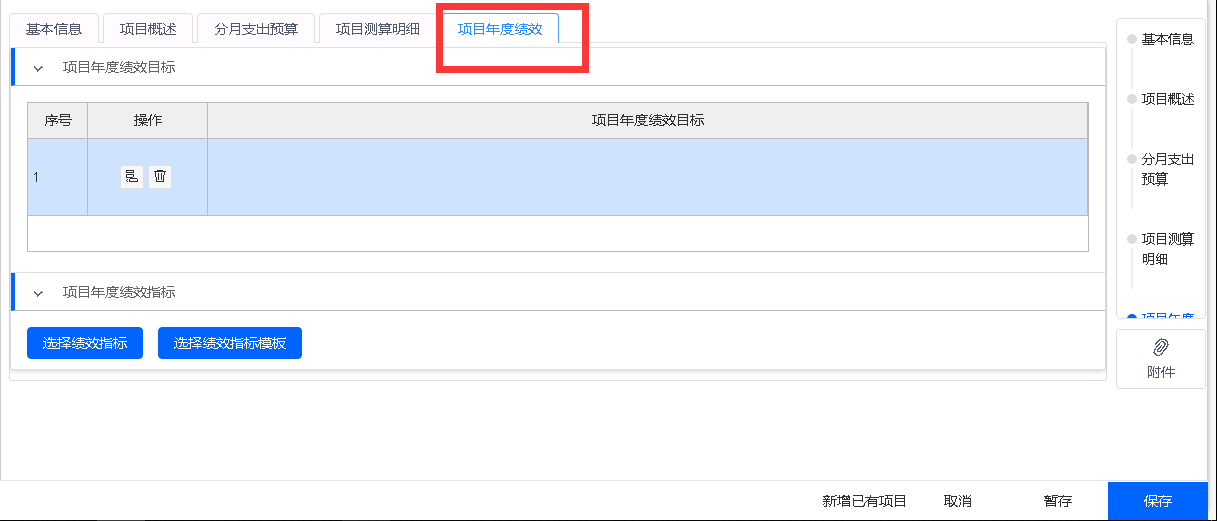 基本信息
项目概述
分月支出预算
项目测算明细
项目年度绩效
项目年度绩效目标
序号
操作
项目年度绩效目标
1
项目年度绩效指标
选择绩效指标
选择绩效指标模板
基本信息
项目概述
分月支出
预算
项目测算
明细
项目年度
附件
新增已有项目
取消
暂存
保存